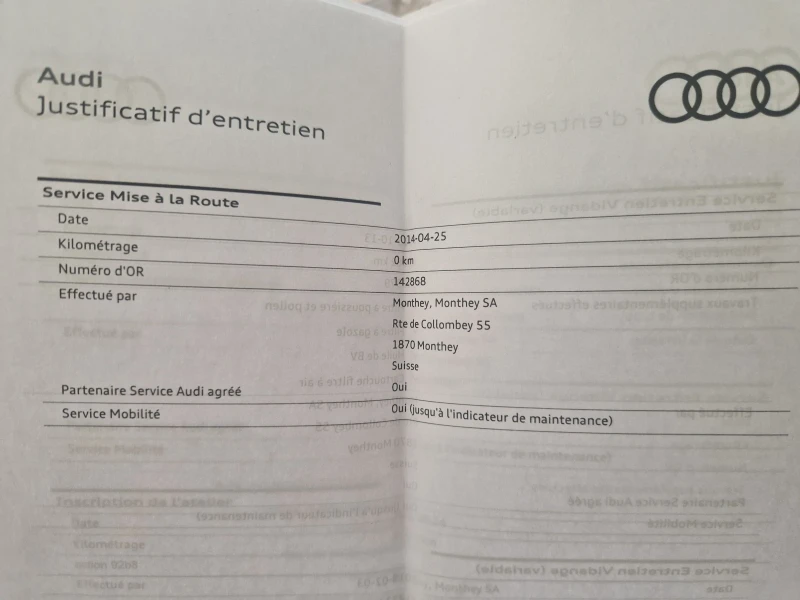 Audi
Justificatif d'entretien
Service Mise à la Route
Date 2014-04-25
Kilométrage 0 km
Numéro d'OR 142868
Effectué par Monthey, Monthey SA
Rte de Collombey 55
1870 Monthey
Suisse
Partenaire Service Audi agréé Oui
Service Mobilité Oui (jusqu'à l'indicateur de maintenance)